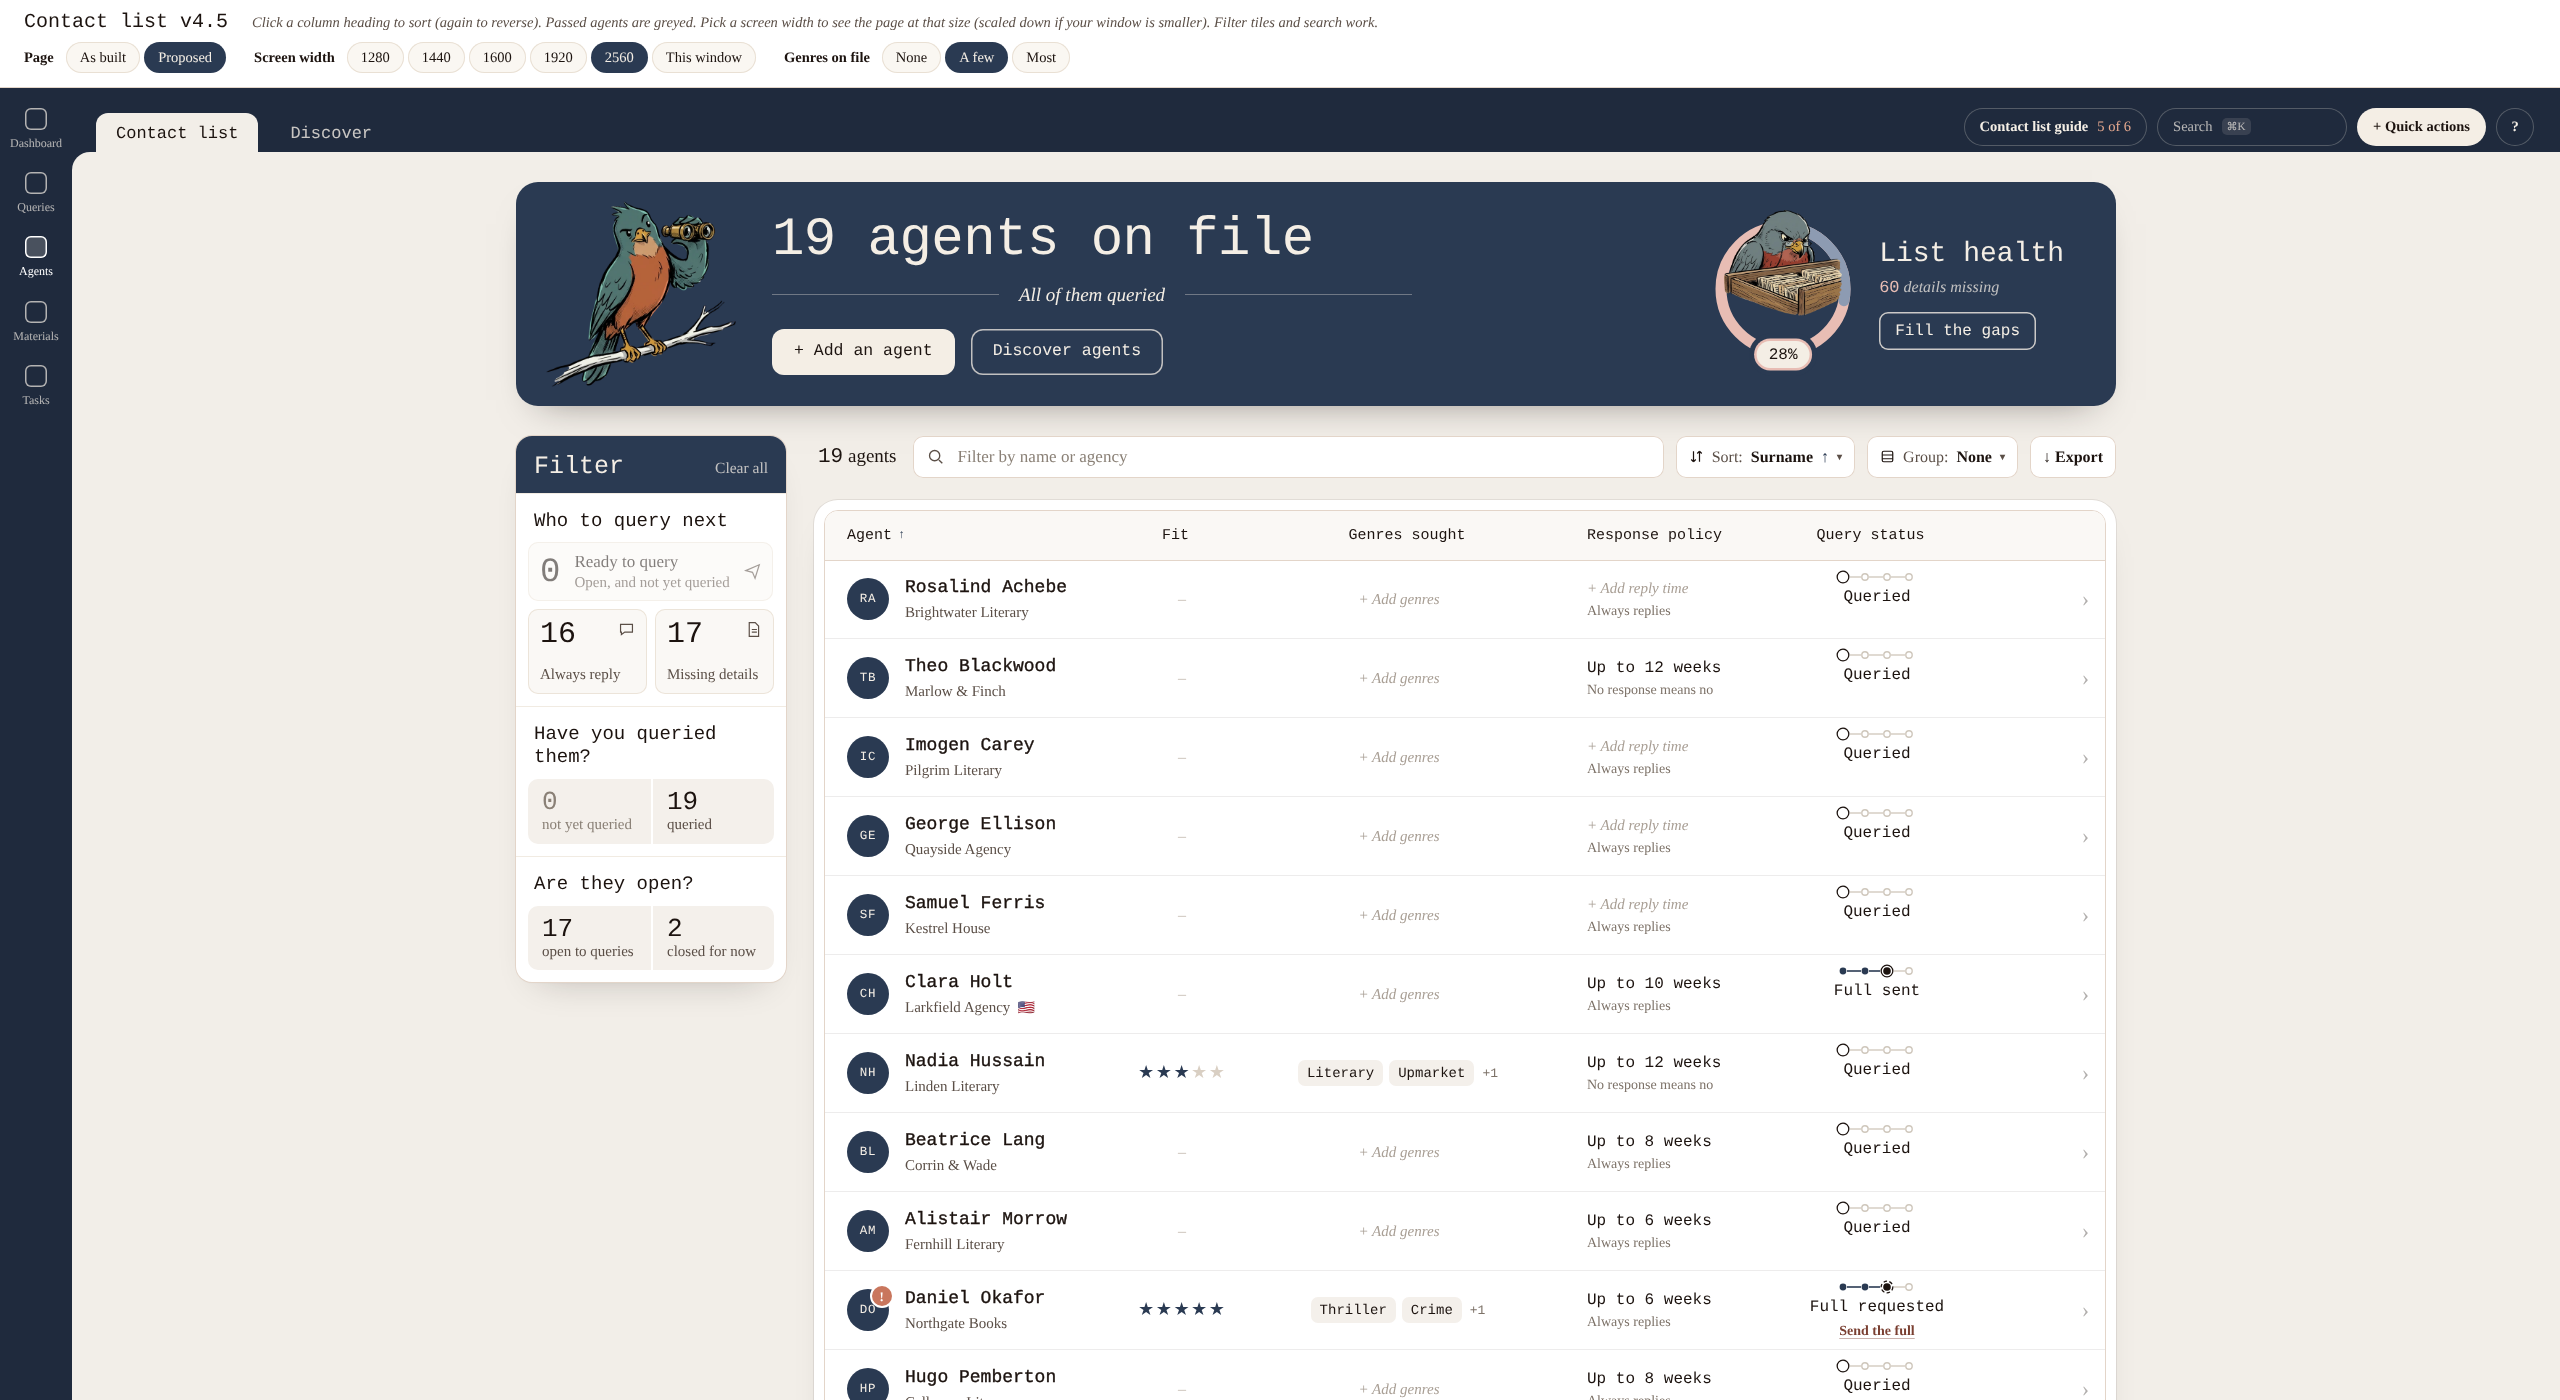 Contact list v4.5 Click a column heading to sort (again to reverse). Passed agents are greyed. Pick a screen width to see the page at that size (scaled down if your window is smaller). Filter tiles and search work.
Page As built Proposed Screen width 1280 1440 1600 1920 2560 This window Genres on file None A few Most
Contact list Discover Contact list guide 5 of 6 Search ⌘K + Quick actions ?
Dashboard
Queries
Agents
Materials
Tasks
19 agents on file
All of them queried
+ Add an agent Discover agents
28%
List health
60 details missing
Fill the gaps
Filter Clear all
Who to query next
0 Ready to query
Open, and not yet queried
16 17
Always reply Missing details
Have you queried
them?
0 19
not yet queried queried
Are they open?
17 2
open to queries closed for now
19 agents Filter by name or agency Sort: Surname ↑ ▾ Group: None ▾ ↓ Export
Agent ↑ Fit Genres sought Response policy Query status
RA Rosalind Achebe – + Add genres + Add reply time Queried ›
Brightwater Literary Always replies
TB Theo Blackwood – + Add genres Up to 12 weeks Queried ›
Marlow & Finch No response means no
IC Imogen Carey – + Add genres + Add reply time Queried ›
Pilgrim Literary Always replies
GE George Ellison – + Add genres + Add reply time Queried ›
Quayside Agency Always replies
SF Samuel Ferris – + Add genres + Add reply time Queried ›
Kestrel House Always replies
CH Clara Holt – + Add genres Up to 10 weeks Full sent ›
Larkfield Agency 🇺🇸 Always replies
NH Nadia Hussain ★★★★★ Literary Upmarket +1 Up to 12 weeks Queried ›
Linden Literary No response means no
BL Beatrice Lang – + Add genres Up to 8 weeks Queried ›
Corrin & Wade Always replies
AM Alistair Morrow – + Add genres Up to 6 weeks Queried ›
Fernhill Literary Always replies
DO ! Daniel Okafor ★★★★★ Thriller Crime +1 Up to 6 weeks Full requested ›
Northgate Books Always replies Send the full
HP Hugo Pemberton – + Add genres Up to 8 weeks Queried ›